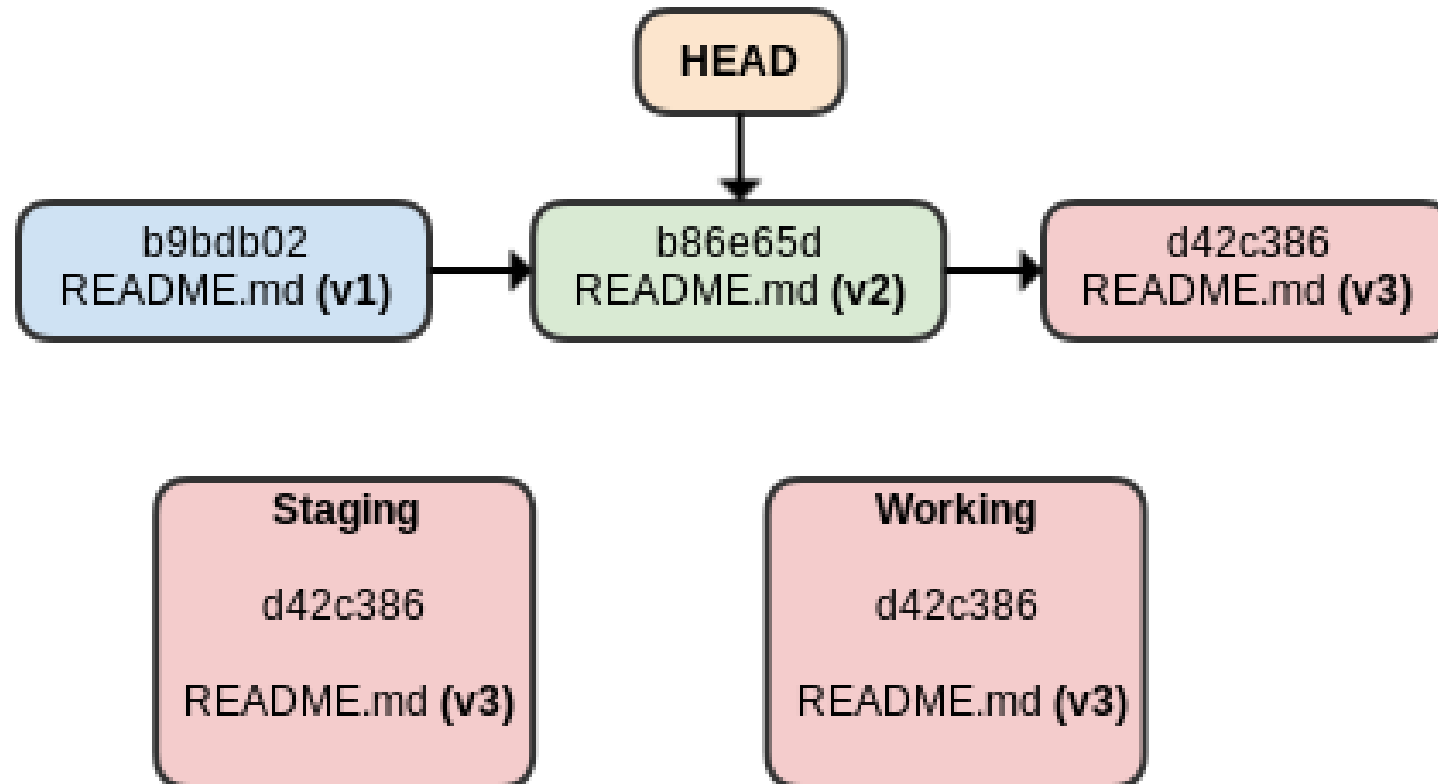 HEAD
b9bdb02
README.md (v1)
b86e65d
README.md (v2)
d42c386
README.md (v3)
Staging
d42c386
README.md (v3)
Working
d42c386
README.md (v3)